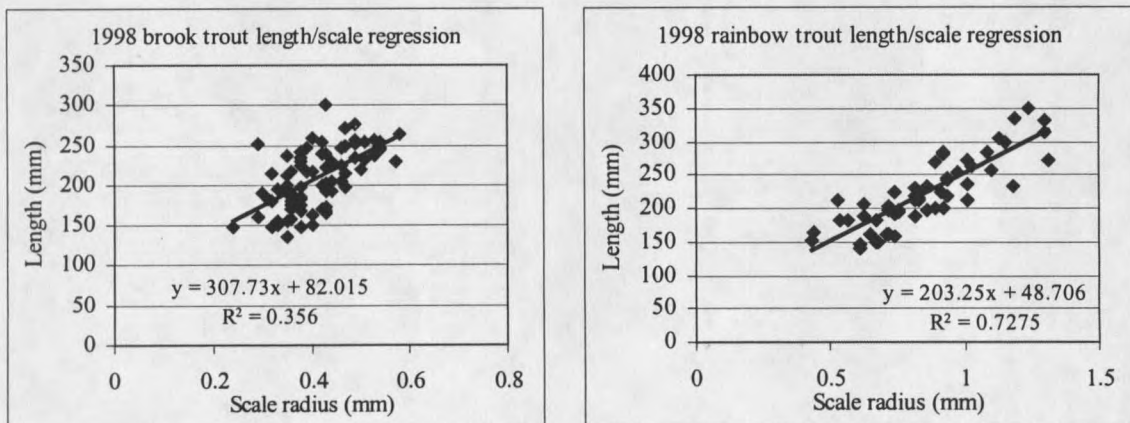 1998 brook trout length/scale regression
350
300
250
200
150
100
50
0
Length (mm)
y = 307.73x + 82.015
R² = 0.356
0 0.2 0.4 0.6 0.8
Scale radius (mm)
1998 rainbow trout length/scale regression
400
350
300
250
200
150
100
50
0
Length (mm)
y = 203.25x + 48.706
R² = 0.7275
0 0.5 1 1.5
Scale radius (mm)